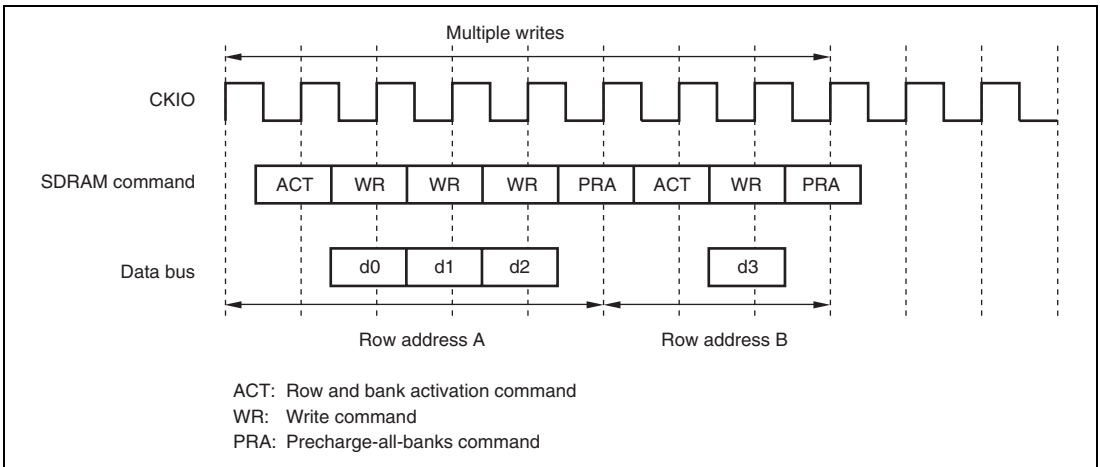 Multiple writes
CKIO
SDRAM command ACT WR WR WR PRA ACT WR PRA
Data bus d0 d1 d2 d3
Row address A Row address B
ACT: Row and bank activation command
WR: Write command
PRA: Precharge-all-banks command